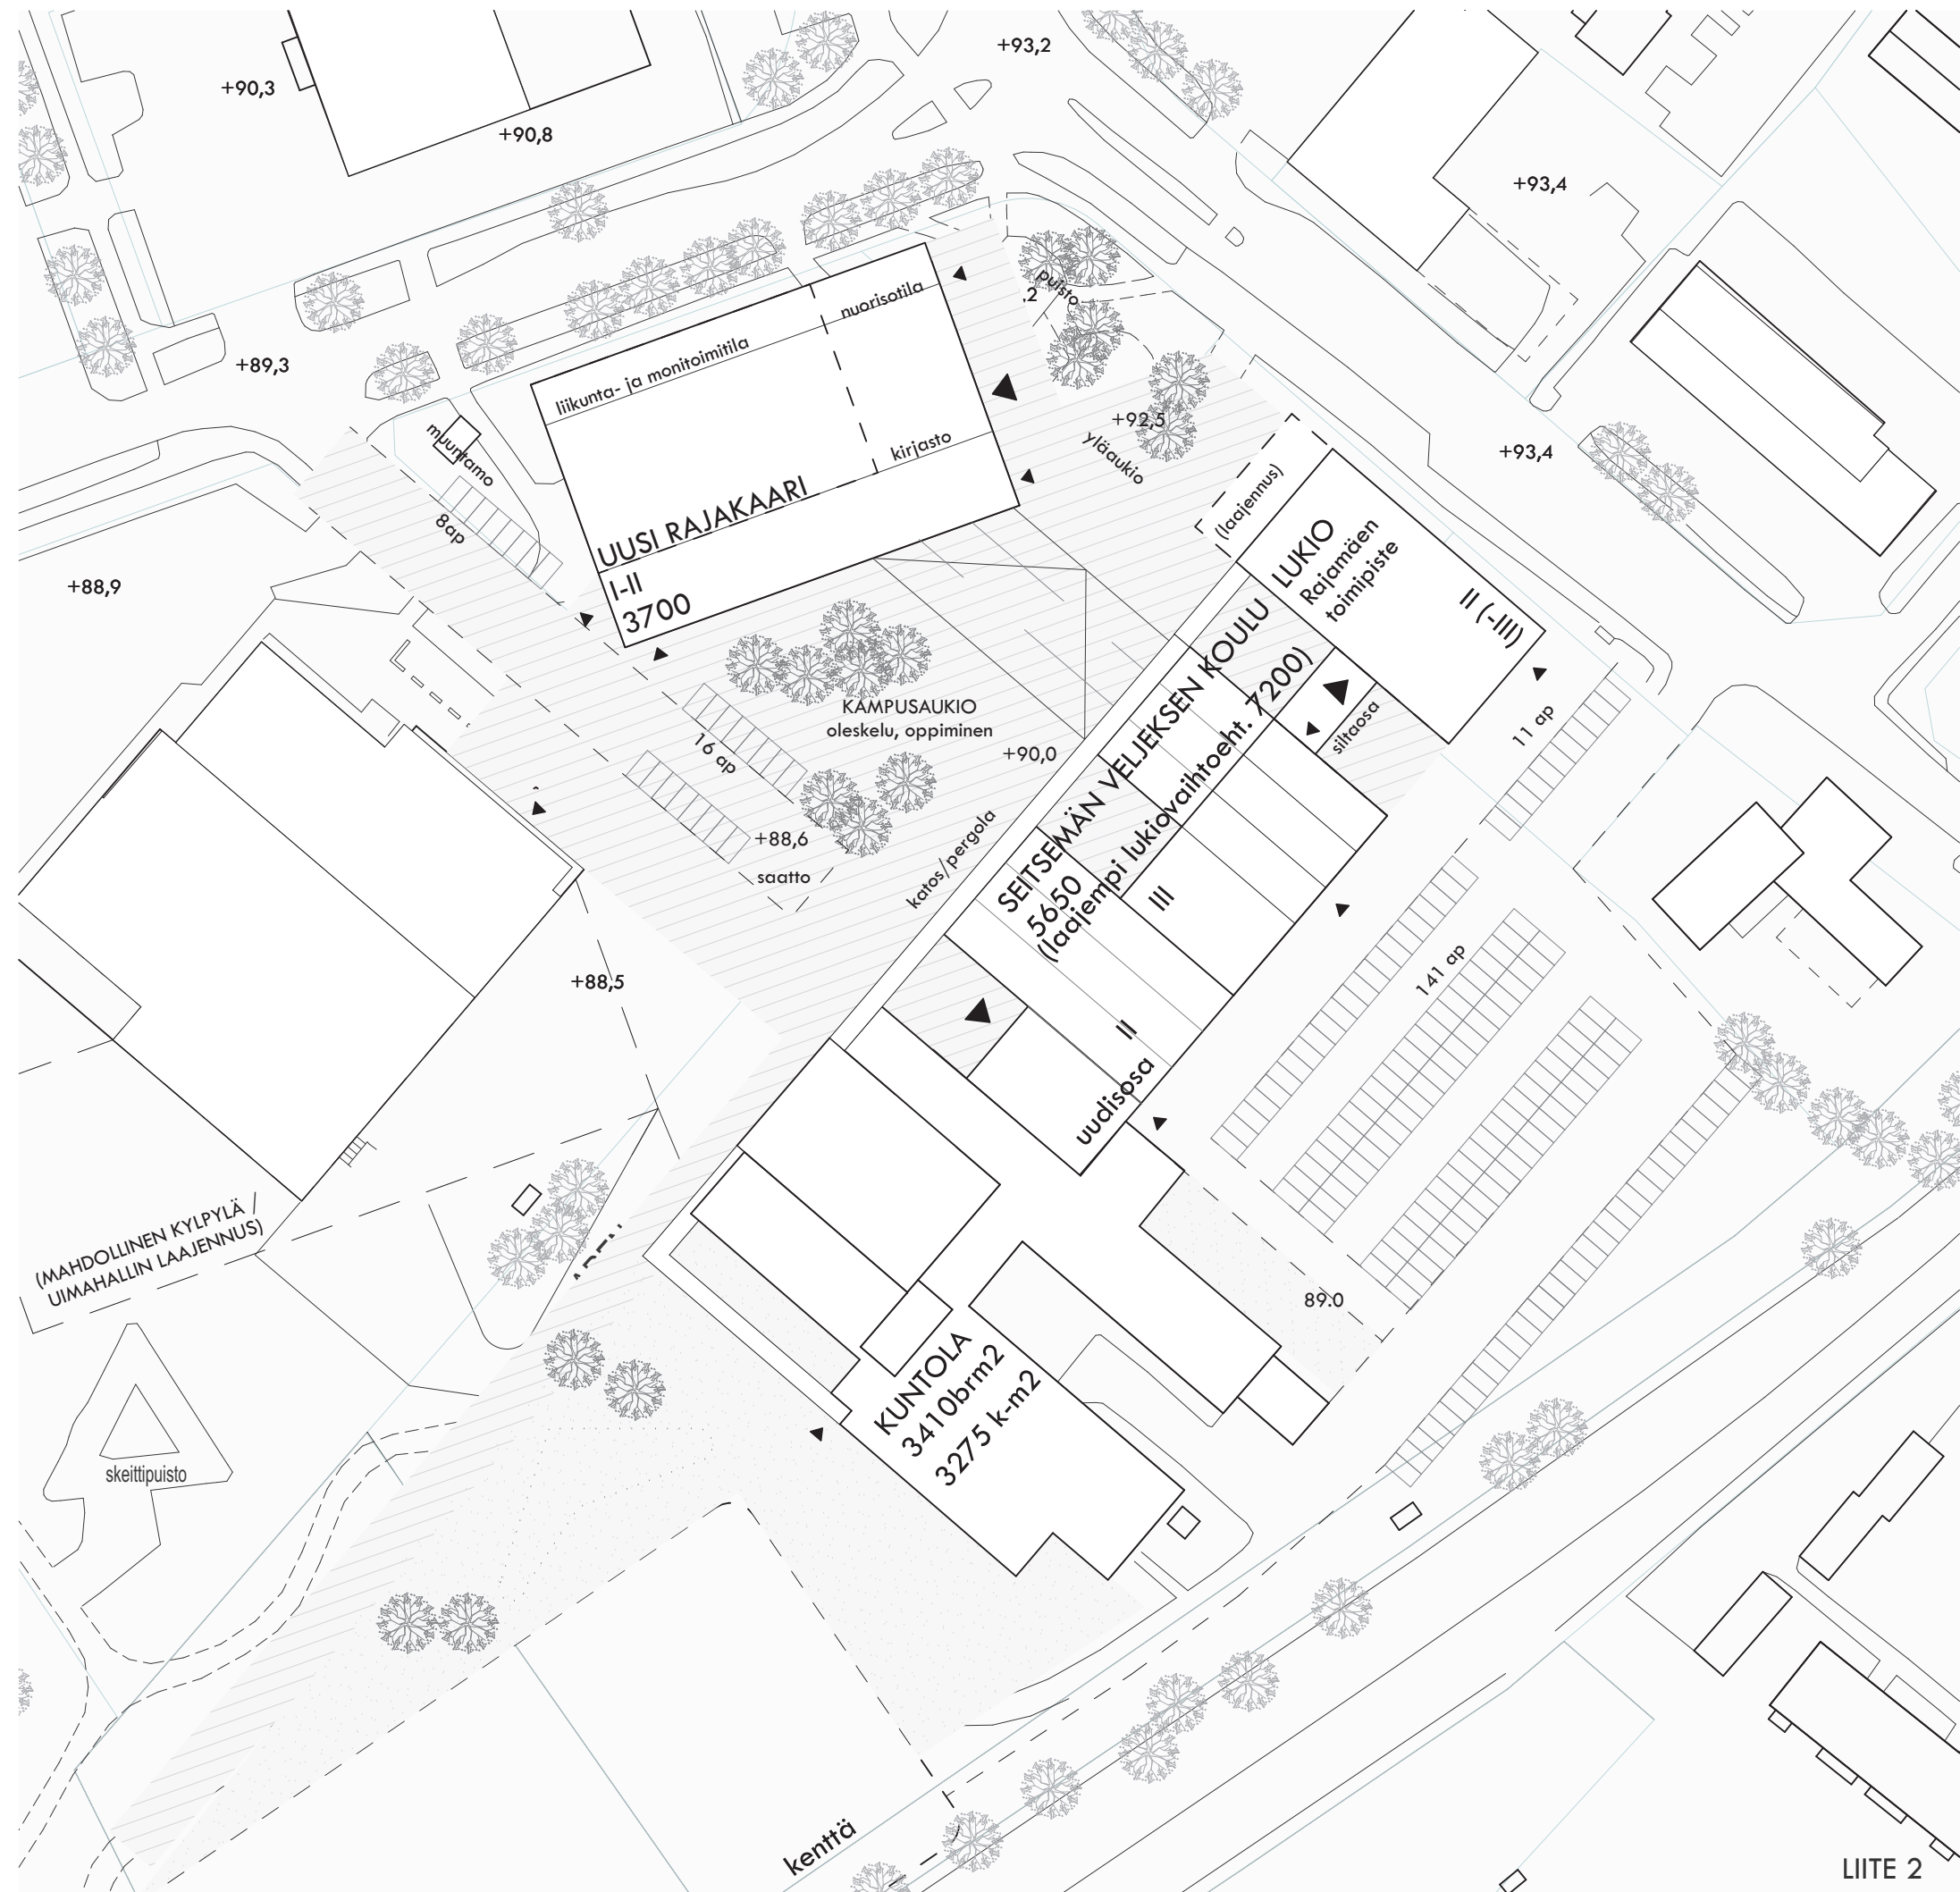 +93,2
+90,3
+90,8
+93,4
puisto
,2
nuorisotila
liikunta- ja monitoimitila
+89,3
+92,5
yläaukio
kirjasto
+93,4
muuntamo
8ap
(laajennus)
UUSI RAJAKAARI
I-II
3700
LUKIO
Rajamäen
toimipiste
II (-III)
+88,9
KAMPUSAUKIO
oleskelu, oppiminen
+90,0
16 ap
siltaosa
11 ap
+88,6
saatto
katos/pergola
SEITSEMÄN VELJEKSEN KOULU
5650
(laajempi lukiovaihtoeht. 7200)
III
II
uudisosa
141 ap
+88,5
(MAHDOLLINEN KYLPYLÄ /
UIMAHALLIN LAAJENNUS)
89.0
KUNTOLA
3410brm2
3275 k-m2
skeittipuisto
kenttä
LIITE 2